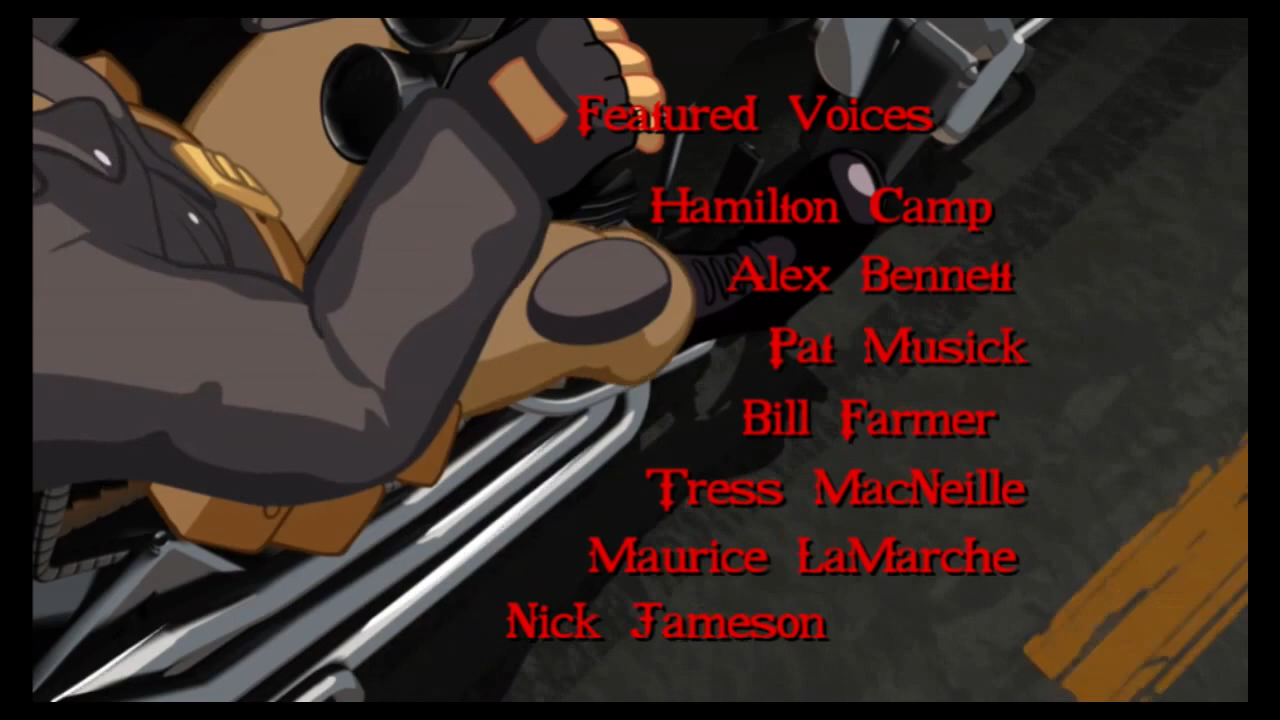 Featured Voices
Hamilton Camp
Alex Bennett
Pat Musick
Bill Farmer
Tress MacNeille
Maurice LaMarche
Nick Jameson